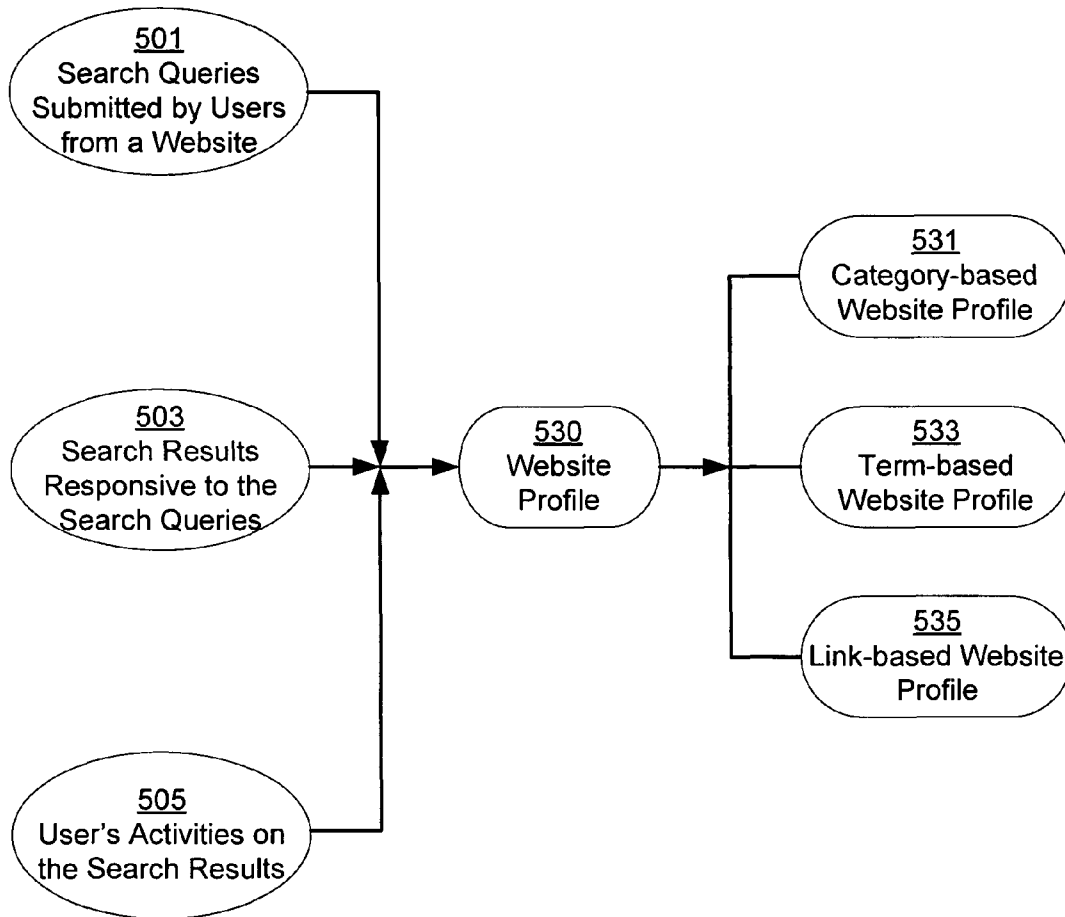 501
Search Queries
Submitted by Users
from a Website
503
Search Results
Responsive to the
Search Queries
505
User's Activities on
the Search Results
530
Website
Profile
531
Category-based
Website Profile
533
Term-based
Website Profile
535
Link-based Website
Profile